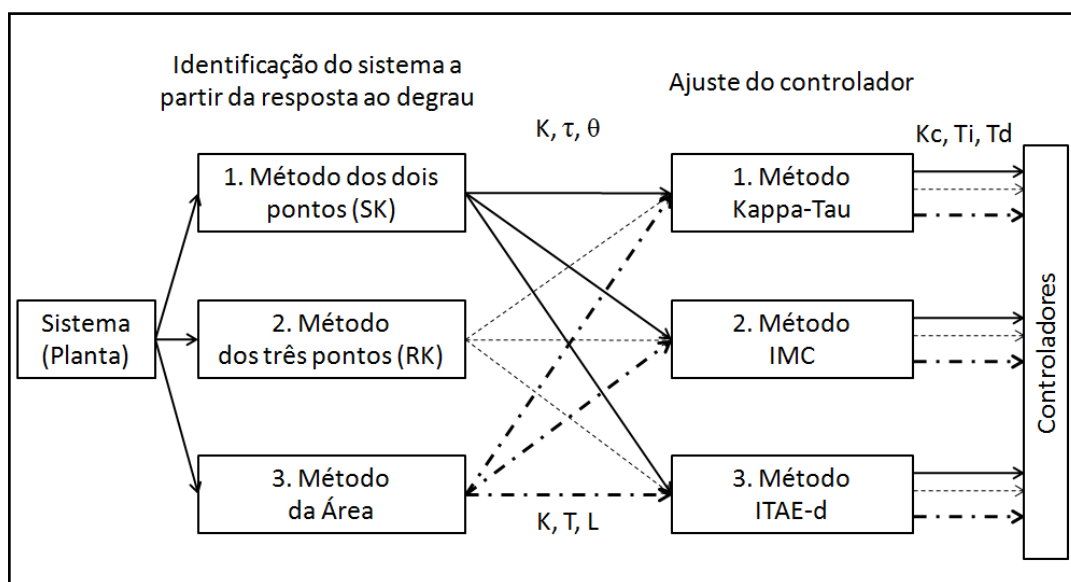 Identificação do sistema a
partir da resposta ao degrau
Ajuste do controlador
K, τ, θ
Kc, Ti, Td
1. Método dos dois
pontos (SK)
1. Método
Kappa-Tau
Sistema
(Planta)
2. Método
dos três pontos (RK)
2. Método
IMC
Controladores
3. Método
da Área
3. Método
ITAE-d
K, T, L